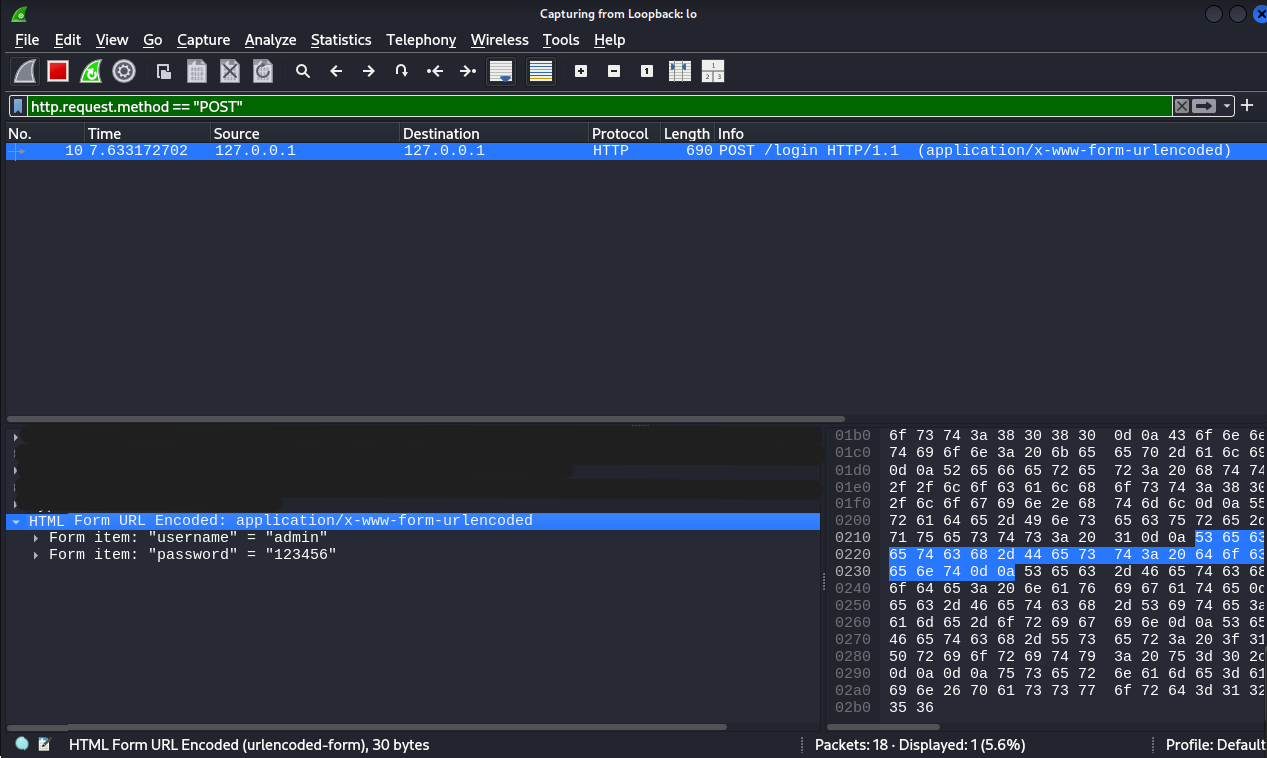 Capturing from Loopback: lo
File Edit View Go Capture Analyze Statistics Telephony Wireless Tools Help
http.request.method == "POST"
No. Time Source Destination Protocol Length Info
10 7.633172702 127.0.0.1 127.0.0.1 HTTP 690 POST /login HTTP/1.1 (application/x-www-form-urlencoded)
HTML Form URL Encoded: application/x-www-form-urlencoded
Form item: "username" = "admin"
Form item: "password" = "123456"
01b0 6f 73 74 3a 38 30 38 30 0d 0a 43 6f 6e 6e
01c0 74 69 6f 6e 3a 20 6b 65 65 70 2d 61 6c 69
01d0 0d 0a 52 65 66 65 72 65 72 3a 20 68 74 74
01e0 2f 2f 6c 6f 63 61 6c 68 6f 73 74 3a 38 30
01f0 2f 6c 6f 67 69 6e 2e 68 74 6d 6c 0d 0a 55
0200 72 61 64 65 2d 49 6e 73 65 63 75 72 65 2d
0210 71 75 65 73 74 73 3a 20 31 0d 0a 53 65 63
0220 65 74 63 68 2d 44 65 73 74 3a 20 64 6f 63
0230 65 6e 74 0d 0a 53 65 63 2d 46 65 74 63 68
0240 6f 64 65 3a 20 6e 61 76 69 67 61 74 65 0d
0250 65 63 2d 46 65 74 63 68 2d 53 69 74 65 3a
0260 61 6d 65 2d 6f 72 69 67 69 6e 0d 0a 53 65
0270 46 65 74 63 68 2d 55 73 65 72 3a 20 3f 31
0280 50 72 69 6f 72 69 74 79 3a 20 75 3d 30 2c
0290 0d 0a 0d 0a 75 73 65 72 6e 61 6d 65 3d 61
02a0 69 6e 26 70 61 73 73 77 6f 72 64 3d 31 32
02b0 35 36
HTML Form URL Encoded (urlencoded-form), 30 bytes
Packets: 18 · Displayed: 1 (5.6%)
Profile: Default